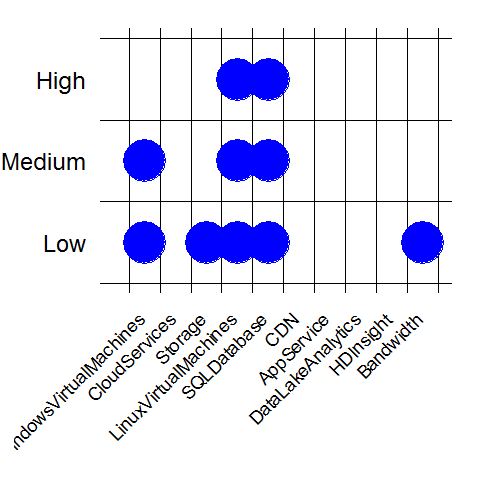 High
Medium
Low
ndowsVirtualMachines
CloudServices
Storage
LinuxVirtualMachines
SQLDatabase
CDN
AppService
DataLakeAnalytics
HDInsight
Bandwidth